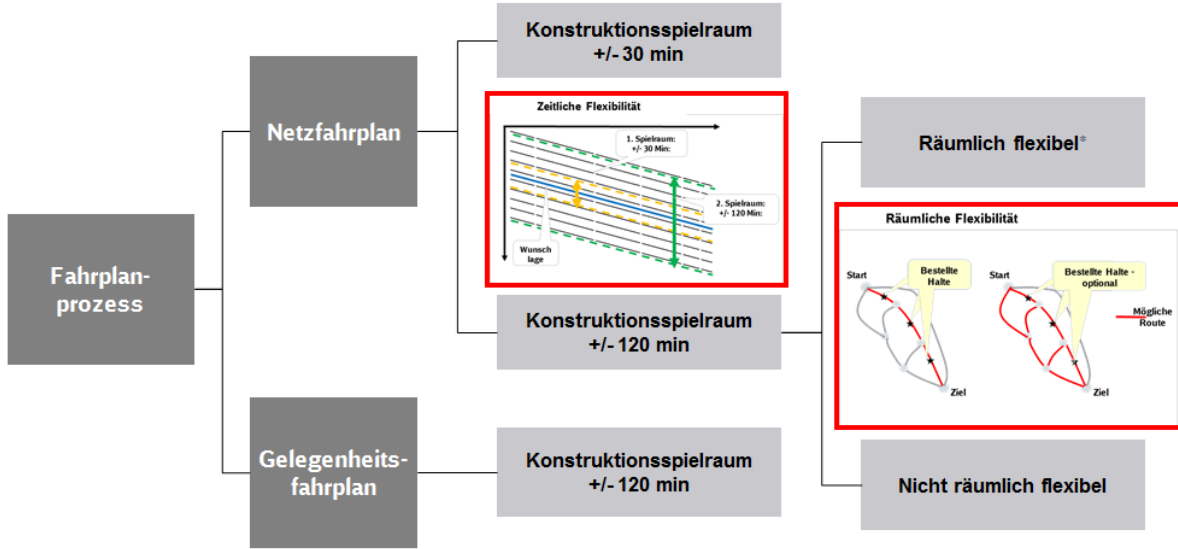 Fahrplan-
prozess
Netzfahrplan
Gelegenheits-
fahrplan
Konstruktionsspielraum
+/- 30 min
Zeitliche Flexibilität
1. Spielraum:
+/- 30 Min:
2. Spielraum:
+/- 120 Min:
Wunsch
lage
Konstruktionsspielraum
+/- 120 min
Konstruktionsspielraum
+/- 120 min
Räumlich flexibel*
Räumliche Flexibilität
Start
Bestellte
Halte
Ziel
Start
Bestellte Halte -
optional
Mögliche
Route
Ziel
Nicht räumlich flexibel